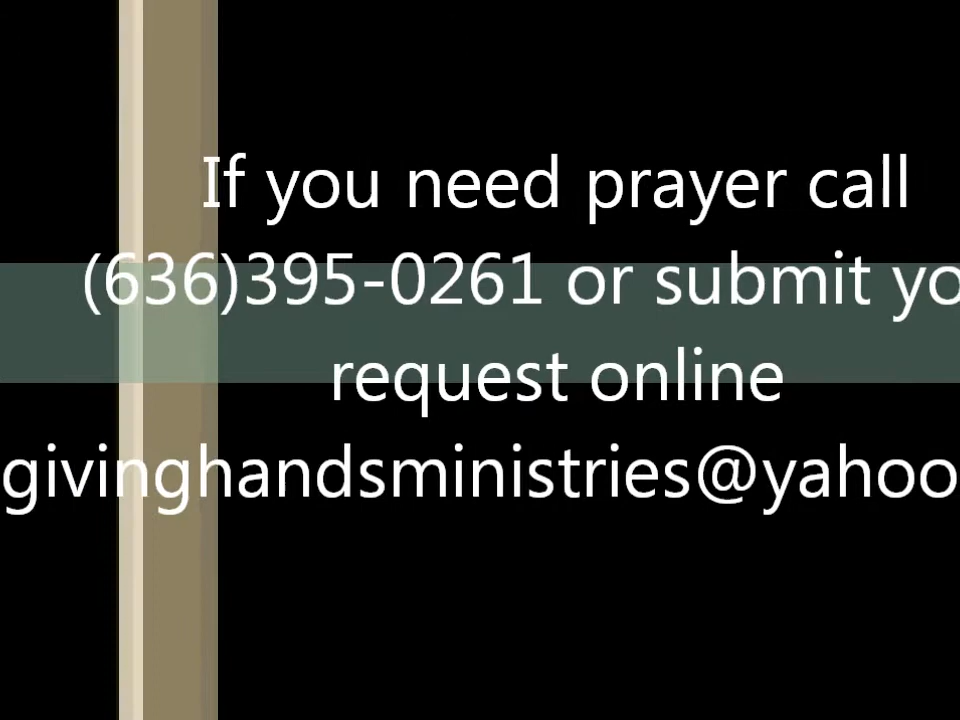 If you need prayer call
(636)395-0261 or submit yo
request online
givinghandsministries@yahoo